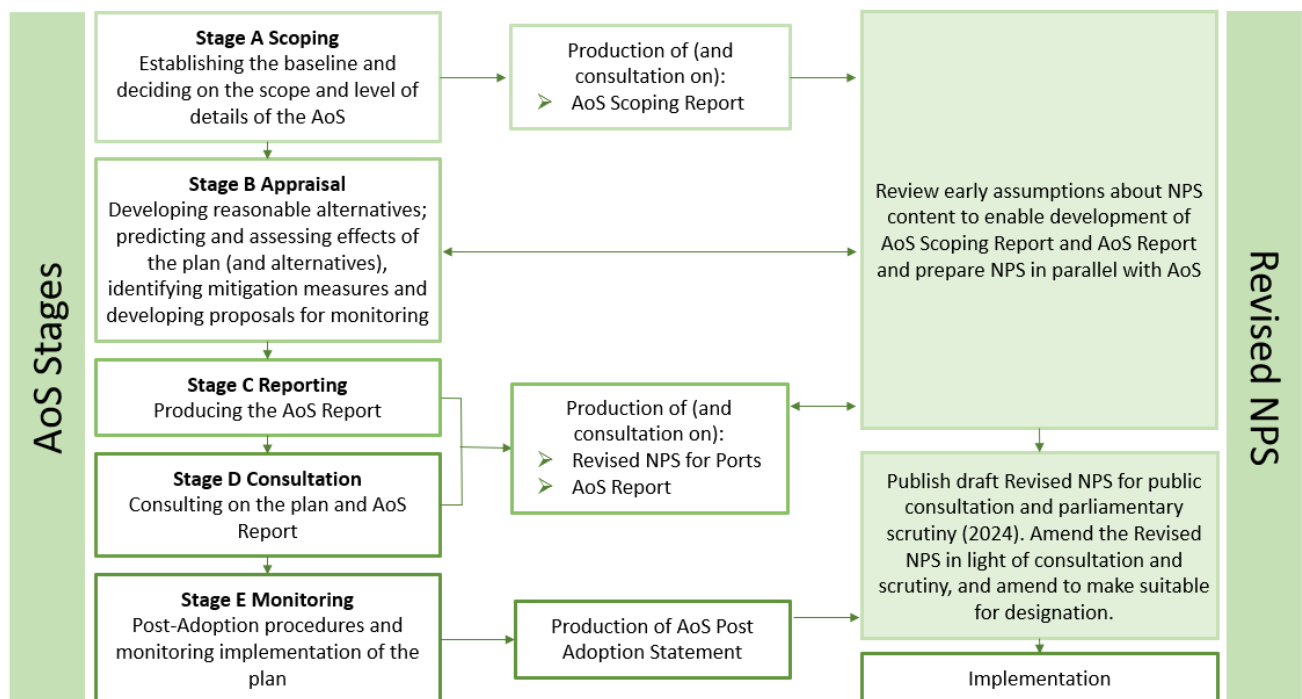 AoS Stages
Stage A Scoping
Establishing the baseline and
deciding on the scope and level of
details of the AoS
Production of (and
consultation on):
➢ AoS Scoping Report
Stage B Appraisal
Developing reasonable alternatives;
predicting and assessing effects of
the plan (and alternatives),
identifying mitigation measures and
developing proposals for monitoring
Review early assumptions about NPS
content to enable development of
AoS Scoping Report and AoS Report
and prepare NPS in parallel with AoS
Stage C Reporting
Producing the AoS Report
Stage D Consultation
Consulting on the plan and AoS
Report
Production of (and
consultation on):
➢ Revised NPS for Ports
➢ AoS Report
Publish draft Revised NPS for public
consultation and parliamentary
scrutiny (2024). Amend the Revised
NPS in light of consultation and
scrutiny, and amend to make suitable
for designation.
Stage E Monitoring
Post-Adoption procedures and
monitoring implementation of the
plan
Production of AoS Post
Adoption Statement
Implementation
Revised NPS